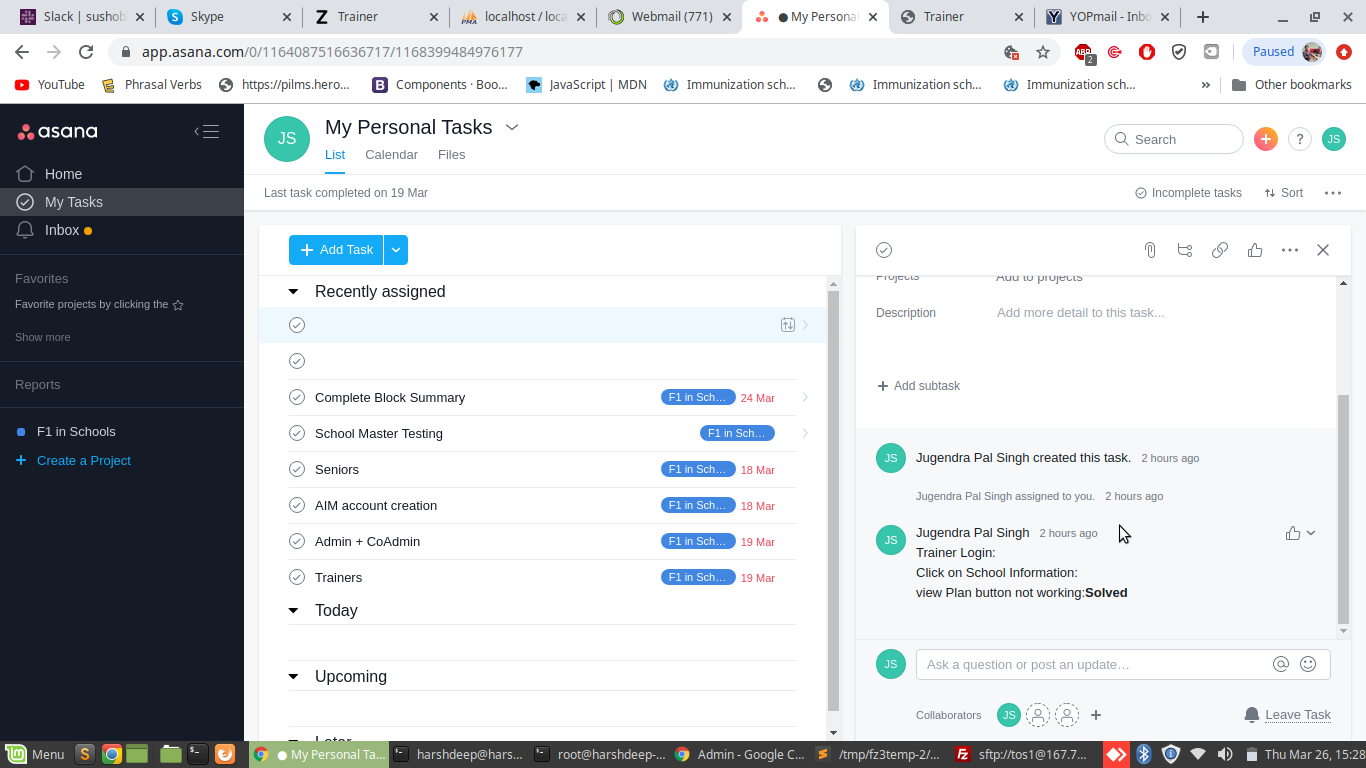 Slack | sushob
Skype
Trainer
localhost / loca
Webmail (771)
● My Persona
Trainer
YOPmail - Inbo
app.asana.com/0/1164087516636717/1168399484976177
ABP
2
Paused
YouTube
Phrasal Verbs
https://pilms.hero...
Components · Boo...
JavaScript | MDN
Immunization sch...
Immunization sch...
Immunization sch...
»
Other bookmarks
asana
Home
My Tasks
Inbox
Favorites
Favorite projects by clicking the
Show more
Reports
F1 in Schools
+ Create a Project
JS
My Personal Tasks
List
Calendar
Files
Search
+
?
JS
Last task completed on 19 Mar
Incomplete tasks
Sort
+ Add Task
Recently assigned
Complete Block Summary
F1 in Sch...
24 Mar
School Master Testing
F1 in Sch...
Seniors
F1 in Sch...
18 Mar
AIM account creation
F1 in Sch...
18 Mar
Admin + CoAdmin
F1 in Sch...
19 Mar
Trainers
F1 in Sch...
19 Mar
Today
Upcoming
Later
Projects
Add to projects
Description
Add more detail to this task...
+ Add subtask
JS
Jugendra Pal Singh created this task. 2 hours ago
Jugendra Pal Singh assigned to you. 2 hours ago
JS
Jugendra Pal Singh 2 hours ago
Trainer Login:
Click on School Information:
view Plan button not working:Solved
JS
Ask a question or post an update…
Collaborators
JS
+
Leave Task
Menu
● My Personal Ta...
harshdeep@hars...
root@harshdeep-...
Admin - Google C...
/tmp/fz3temp-2/...
sftp://tos1@167.7...
Thu Mar 26, 15:28